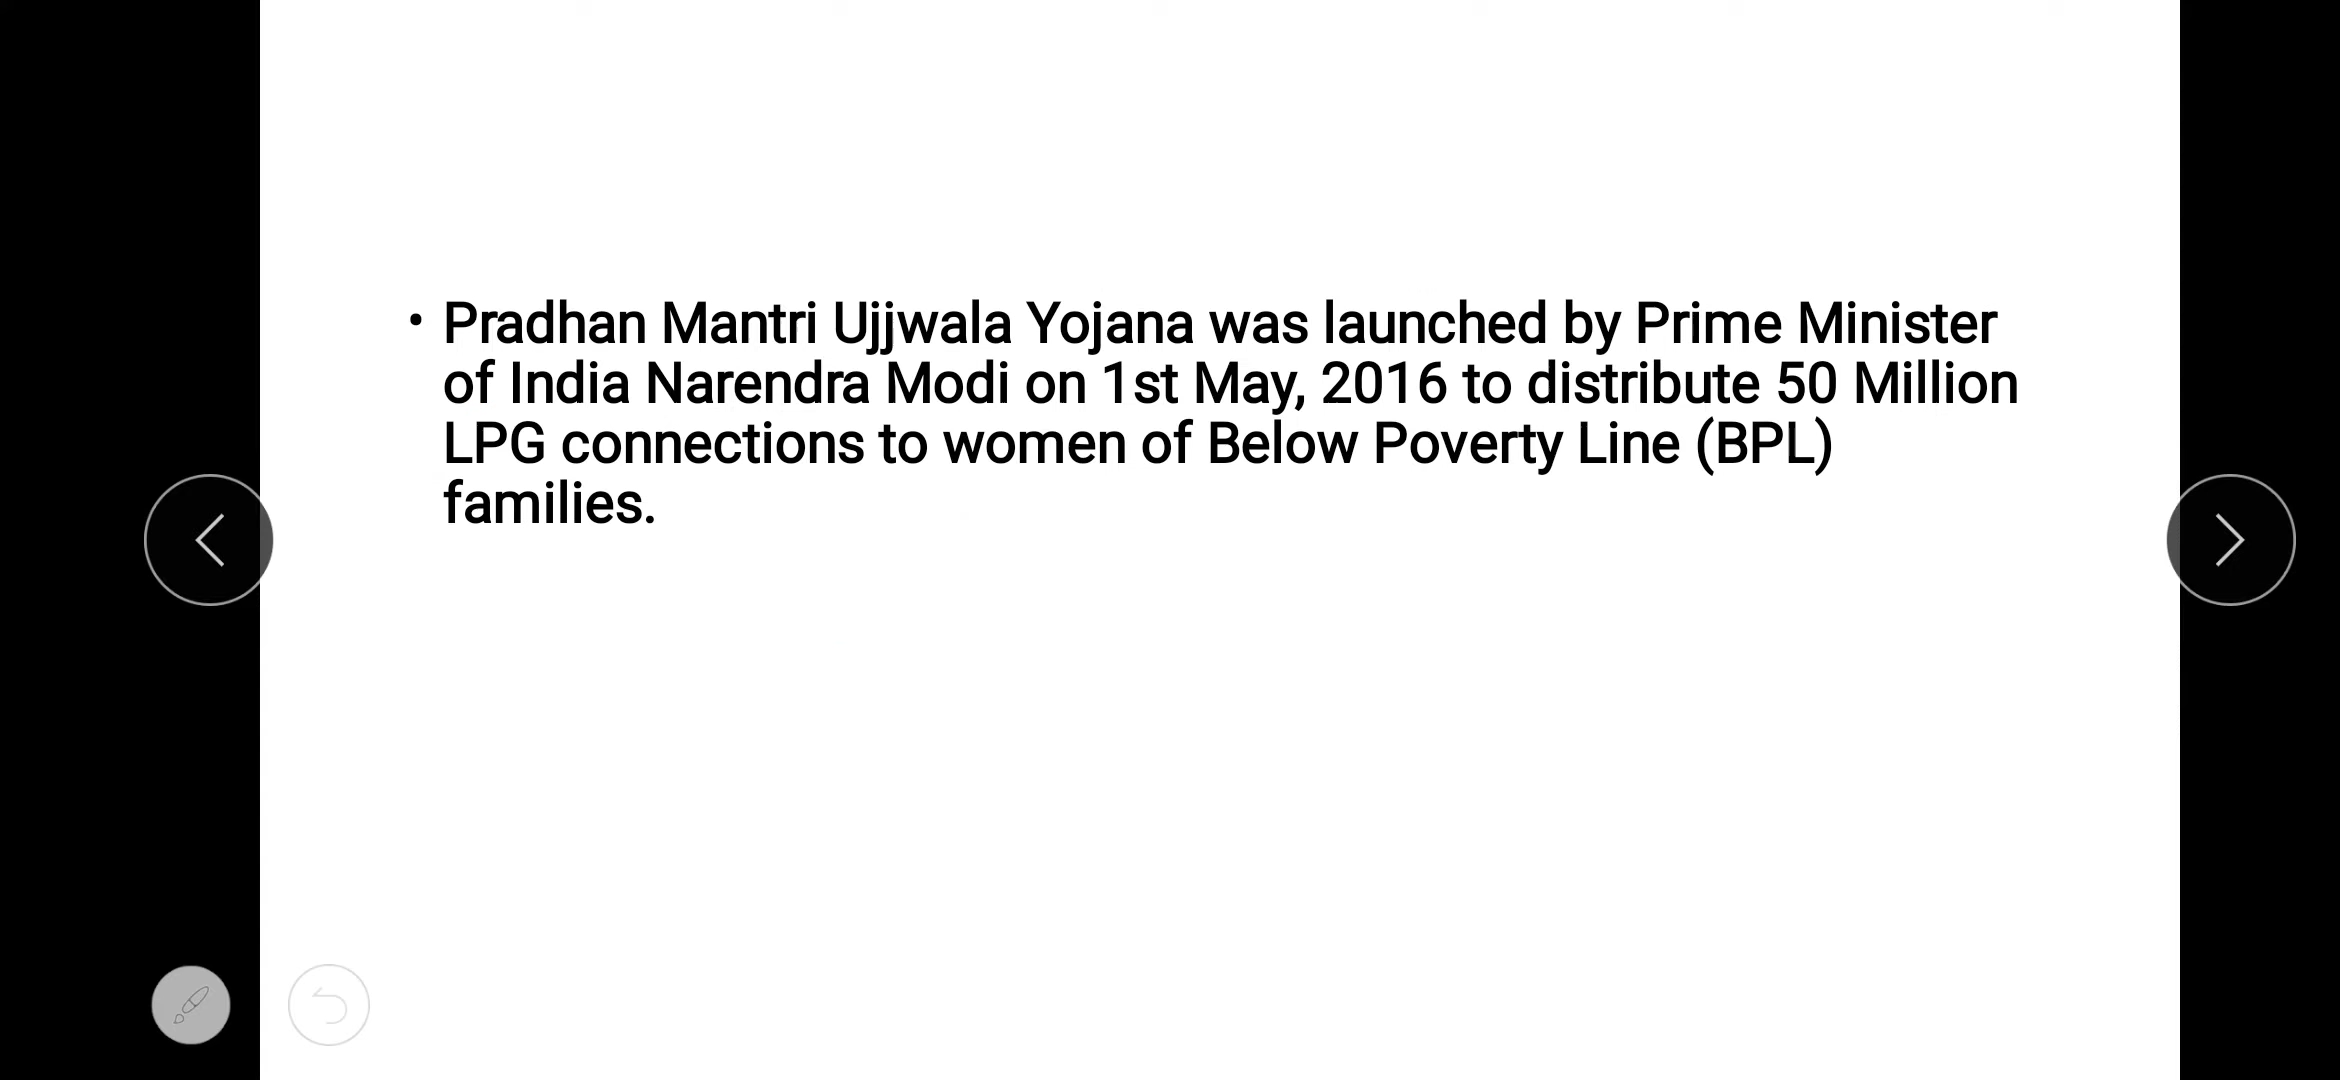 • Pradhan Mantri Ujjwala Yojana was launched by Prime Minister
of India Narendra Modi on 1st May, 2016 to distribute 50 Million
LPG connections to women of Below Poverty Line (BPL)
families.